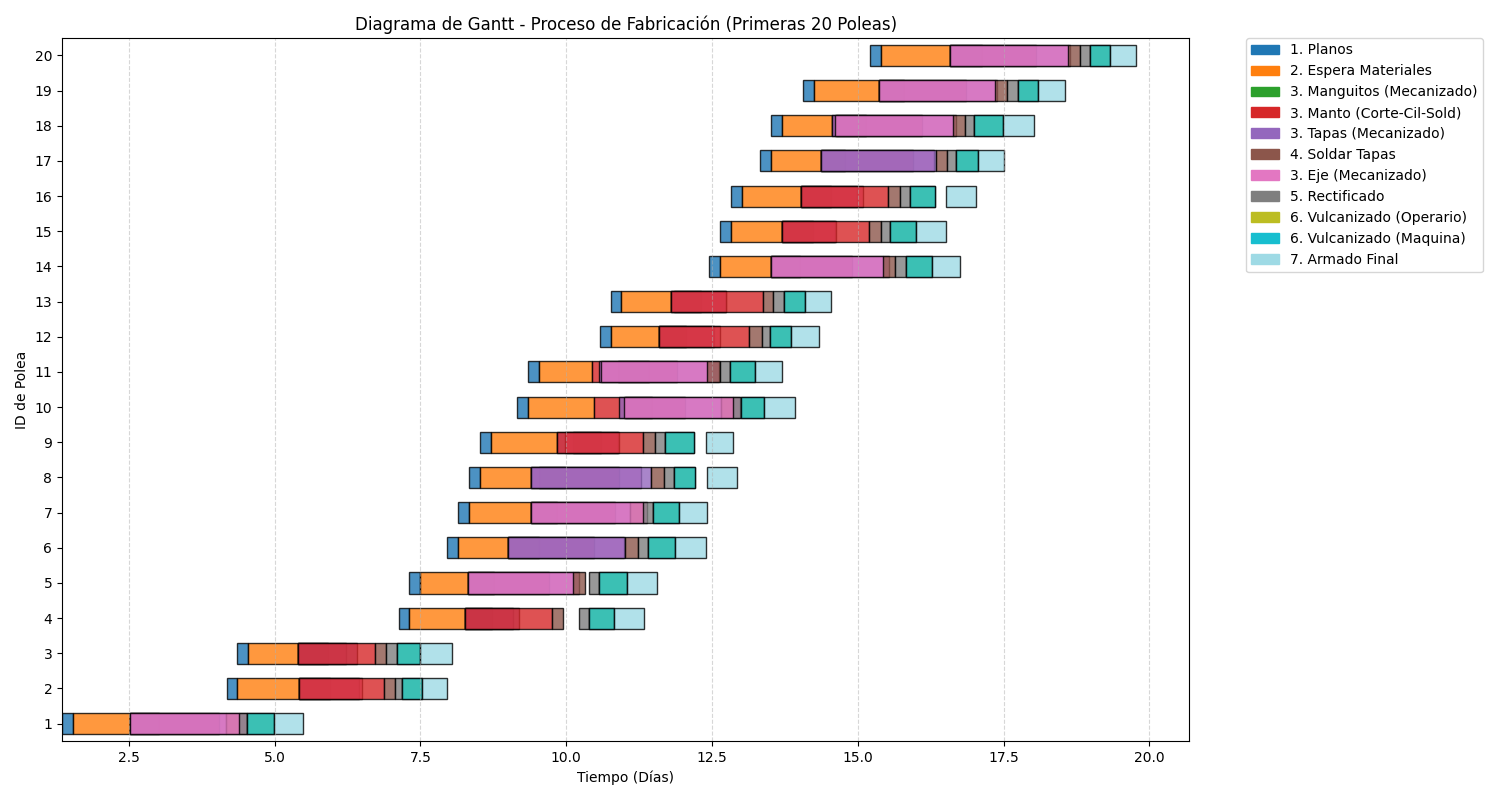 Diagrama de Gantt - Proceso de Fabricación (Primeras 20 Poleas)
ID de Polea
20
19
18
17
16
15
14
13
12
11
10
9
8
7
6
5
4
3
2
1
2.5 5.0 7.5 10.0 12.5 15.0 17.5 20.0
Tiempo (Días)
1. Planos
2. Espera Materiales
3. Manguitos (Mecanizado)
3. Manto (Corte-Cil-Sold)
3. Tapas (Mecanizado)
4. Soldar Tapas
3. Eje (Mecanizado)
5. Rectificado
6. Vulcanizado (Operario)
6. Vulcanizado (Maquina)
7. Armado Final